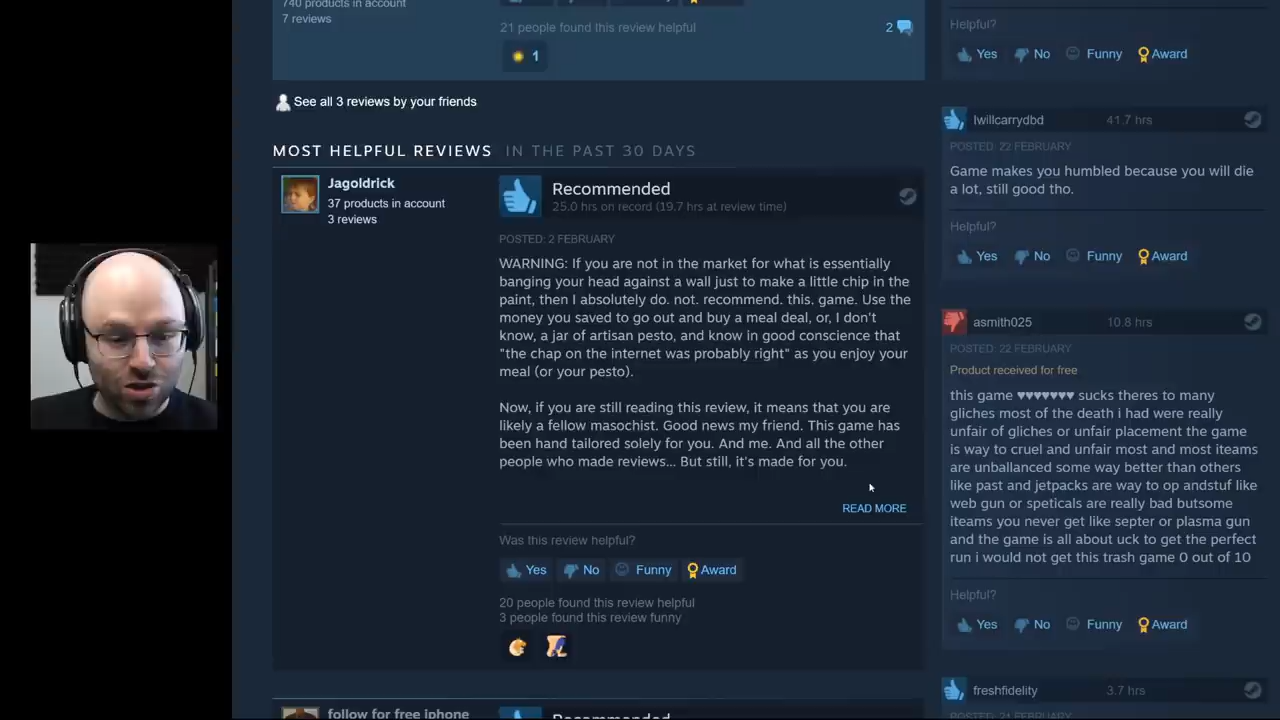 740 products in account
7 reviews
21 people found this review helpful
2
1
See all 3 reviews by your friends
MOST HELPFUL REVIEWS IN THE PAST 30 DAYS
Jagoldrick
37 products in account
3 reviews
Recommended
25.0 hrs on record (19.7 hrs at review time)
POSTED: 2 FEBRUARY
WARNING: If you are not in the market for what is essentially
banging your head against a wall just to make a little chip in the
paint, then I absolutely do. not. recommend. this. game. Use the
money you saved to go out and buy a meal deal, or, I don't
know, a jar of artisan pesto, and know in good conscience that
"the chap on the internet was probably right" as you enjoy your
meal (or your pesto).
Now, if you are still reading this review, it means that you are
likely a fellow masochist. Good news my friend. This game has
been hand tailored solely for you. And me. And all the other
people who made reviews... But still, it's made for you.
READ MORE
Was this review helpful?
Yes No Funny Award
20 people found this review helpful
3 people found this review funny
follow for free iphone
Recommended
Helpful?
Yes No Funny Award
lwillcarrydbd 41.7 hrs
POSTED: 22 FEBRUARY
Game makes you humbled because you will die
a lot, still good tho.
Helpful?
Yes No Funny Award
asmith025 10.8 hrs
POSTED: 22 FEBRUARY
Product received for free
this game ♥♥♥♥♥♥♥ sucks theres to many
gliches most of the death i had were really
unfair of gliches or unfair placement the game
is way to cruel and unfair most and most iteams
are unballanced some way better than others
like past and jetpacks are way to op andstuf like
web gun or speticals are really bad butsome
iteams you never get like septer or plasma gun
and the game is all about uck to get the perfect
run i would not get this trash game 0 out of 10
Helpful?
Yes No Funny Award
freshfidelity 3.7 hrs
POSTED: 21 FEBRUARY